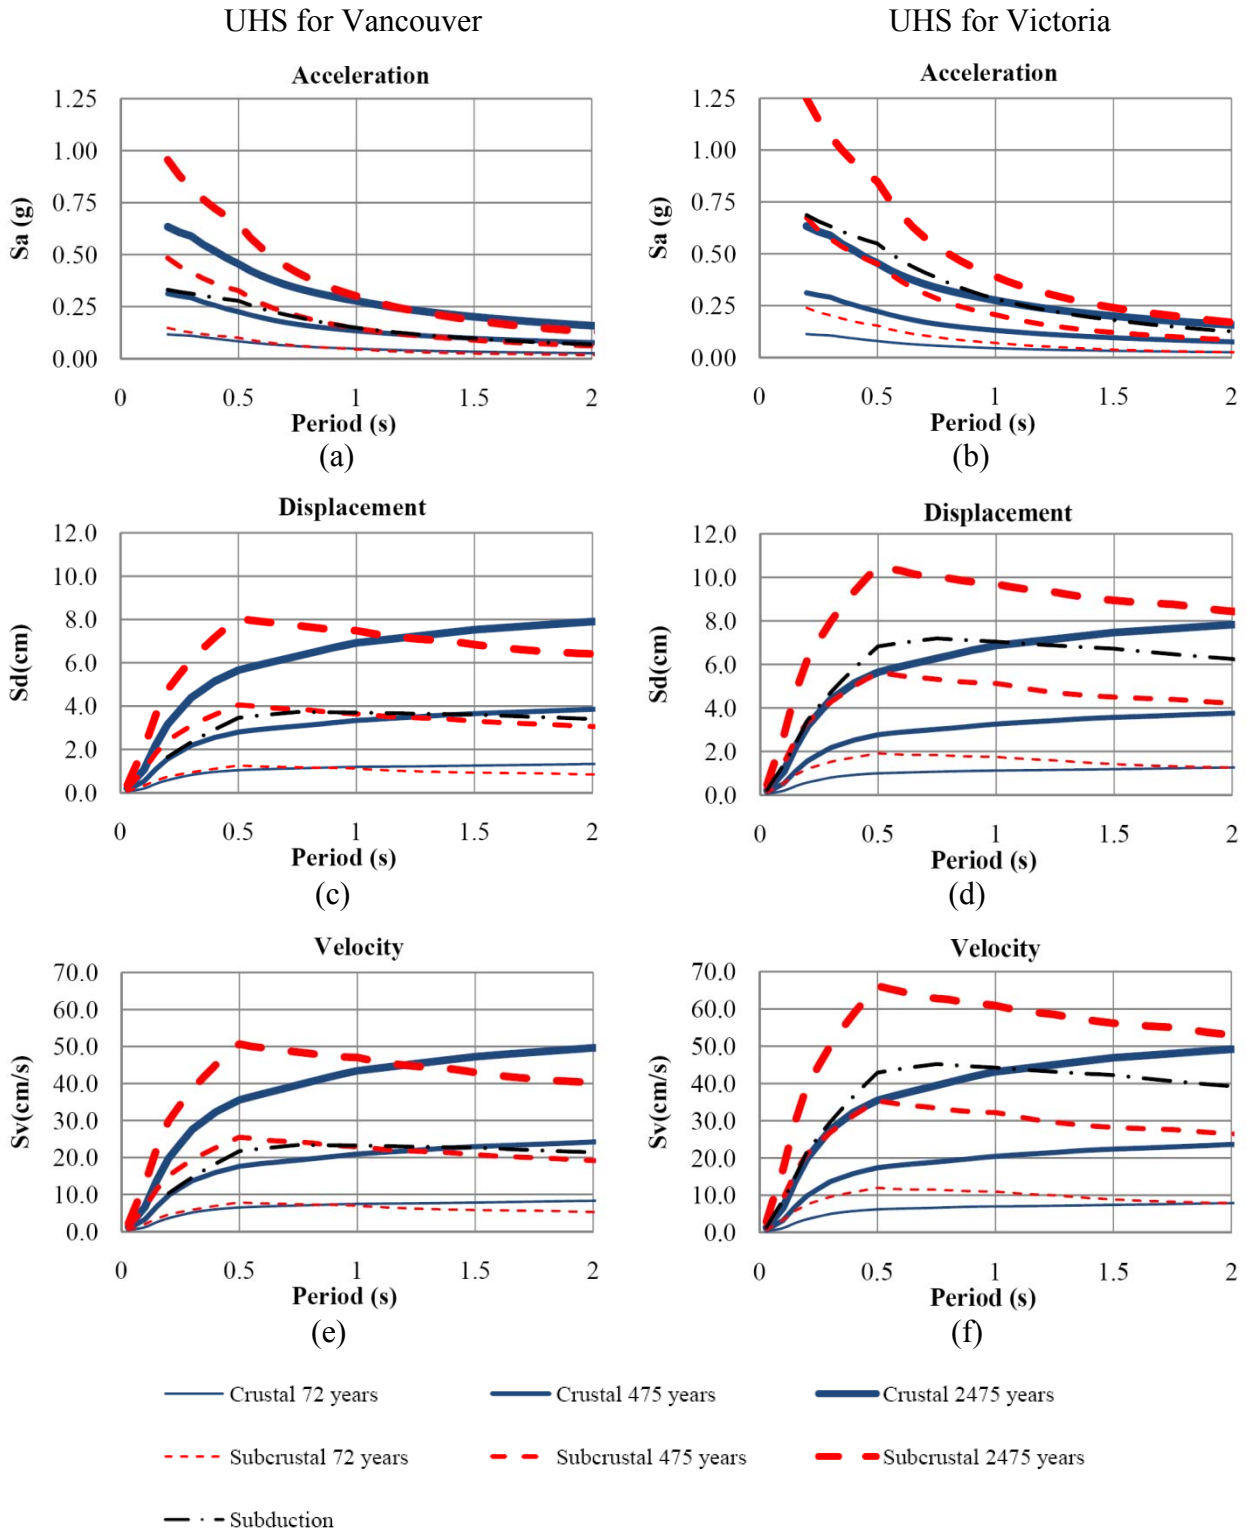 UHS for Vancouver
UHS for Victoria
Acceleration
1.25
1.00
0.75
0.50
0.25
0.00
Sa (g)
0 0.5 1 1.5 2
Period (s)
(a)
Acceleration
1.25
1.00
0.75
0.50
0.25
0.00
Sa (g)
0 0.5 1 1.5 2
Period (s)
(b)
Displacement
12.0
10.0
8.0
6.0
4.0
2.0
0.0
Sd(cm)
0 0.5 1 1.5 2
Period (s)
(c)
Displacement
12.0
10.0
8.0
6.0
4.0
2.0
0.0
Sd(cm)
0 0.5 1 1.5 2
Period (s)
(d)
Velocity
70.0
60.0
50.0
40.0
30.0
20.0
10.0
0.0
Sv(cm/s)
0 0.5 1 1.5 2
Period (s)
(e)
Velocity
70.0
60.0
50.0
40.0
30.0
20.0
10.0
0.0
Sv(cm/s)
0 0.5 1 1.5 2
Period (s)
(f)
Crustal 72 years
Crustal 475 years
Crustal 2475 years
Subcrustal 72 years
Subcrustal 475 years
Subcrustal 2475 years
Subduction